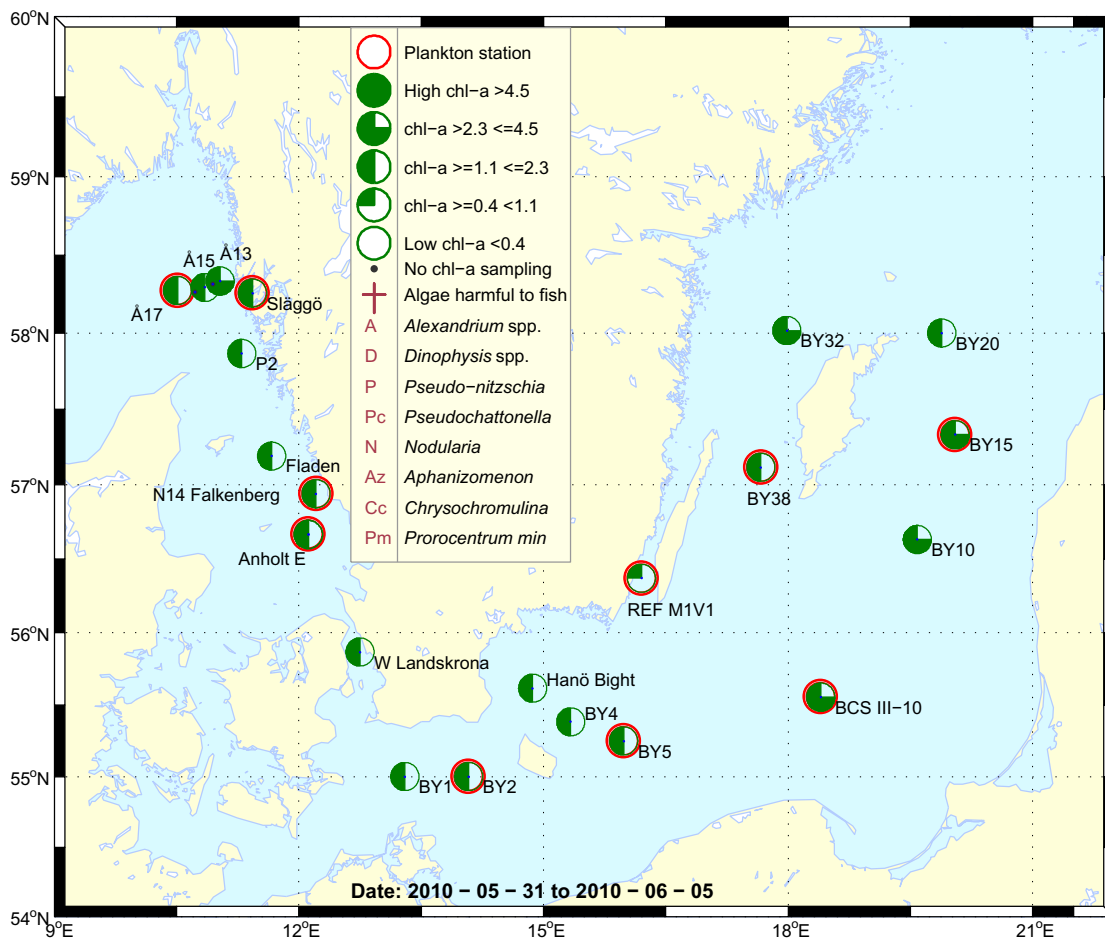 60°N
59°N
58°N
57°N
56°N
55°N
54°N
9°E
12°E
15°E
18°E
21°E
Plankton station
High chl−a >4.5
chl−a >2.3 <=4.5
chl−a >=1.1 <=2.3
chl−a >=0.4 <1.1
Low chl−a <0.4
No chl−a sampling
Algae harmful to fish
A Alexandrium spp.
D Dinophysis spp.
P Pseudo−nitzschia
Pc Pseudochattonella
N Nodularia
Az Aphanizomenon
Cc Chrysochromulina
Pm Prorocentrum min
Å13
Å15
Å17
Släggö
P2
Fladen
N14 Falkenberg
Anholt E
W Landskrona
Hanö Bight
BY4
BY5
BY1
BY2
REF M1V1
BY38
BY32
BY20
BY15
BY10
BCS III−10
Date: 2010 − 05 − 31 to 2010 − 06 − 05